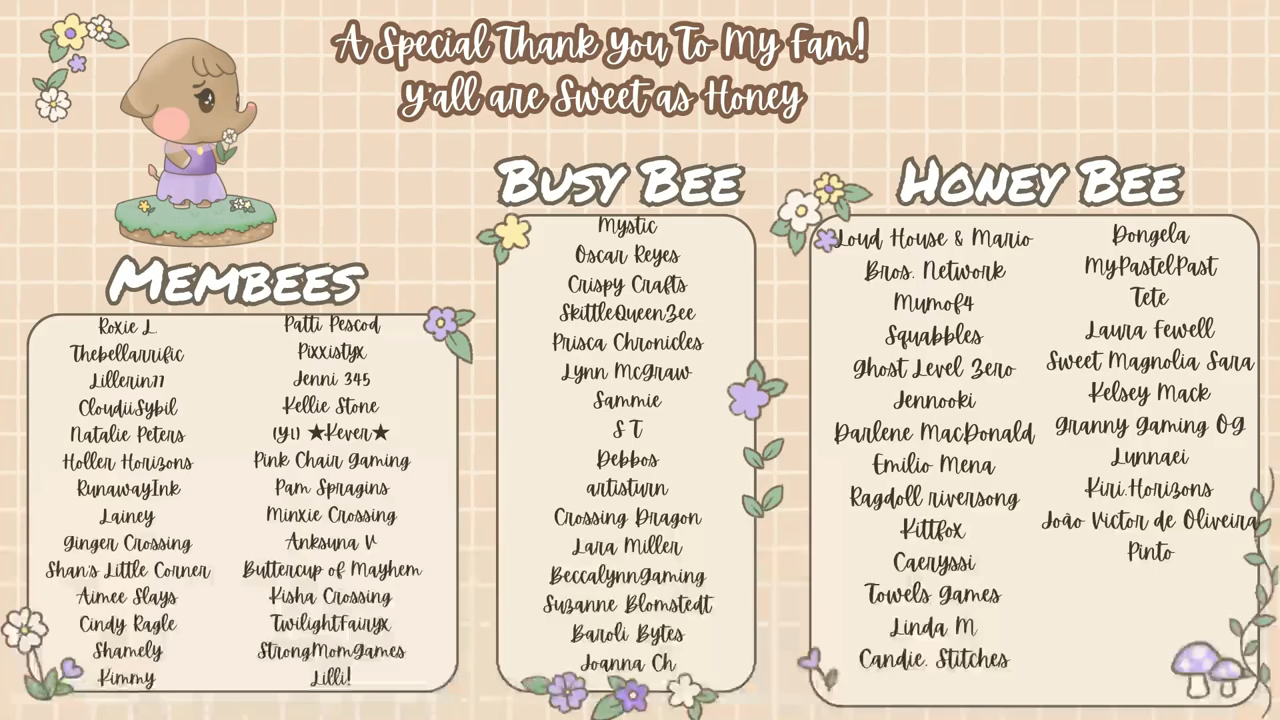 A Special Thank You To My Fam!
Y'all are Sweet as Honey
Membees
Roxie L.
Thebellarrific
Lillerin77
CloudiiSybil
Natalie Peters
Holler Horizons
RunawayInk
Lainey
Ginger Crossing
Shan's Little Corner
Aimee Slays
Cindy Ragle
Shamely
Kimmy
Patti Pescod
Pixxistyx
Jenni 345
Kellie Stone
(Y!) ★Kever★
Pink Chair Gaming
Pam Spragins
Minxie Crossing
Anksuna V
Buttercup of Mayhem
Kisha Crossing
TwilightFairyx
StrongMomGames
Lilli!
Busy Bee
Mystic
Oscar Reyes
Crispy Crafts
SkittleQueenZee
Prisca Chronicles
Lynn McGraw
Sammie
S T
Debbos
artisturn
Crossing Dragon
Lara Miller
BeccalynnGaming
Suzanne Blomstedt
Baroli Bytes
Joanna Ch
Honey Bee
Loud House & Mario
Bros. Network
Mumof4
Squabbles
Ghost Level Zero
Jennooki
Darlene MacDonald
Emilio Mena
Ragdoll riversong
Kittfox
Caeryssi
Towels Games
Linda M
Candie. Stitches
Dongela
MyPastelPast
Tete
Laura Fewell
Sweet Magnolia Sara
Kelsey Mack
Granny Gaming OG
Lunnaei
Kiri.Horizons
João Victor de Oliveira
Pinto